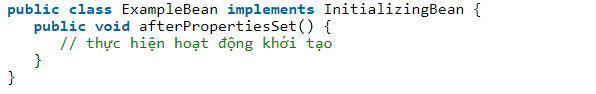 public class ExampleBean implements InitializingBean {
   public void afterPropertiesSet() {
      // thực hiện hoạt động khởi tạo
   }
}